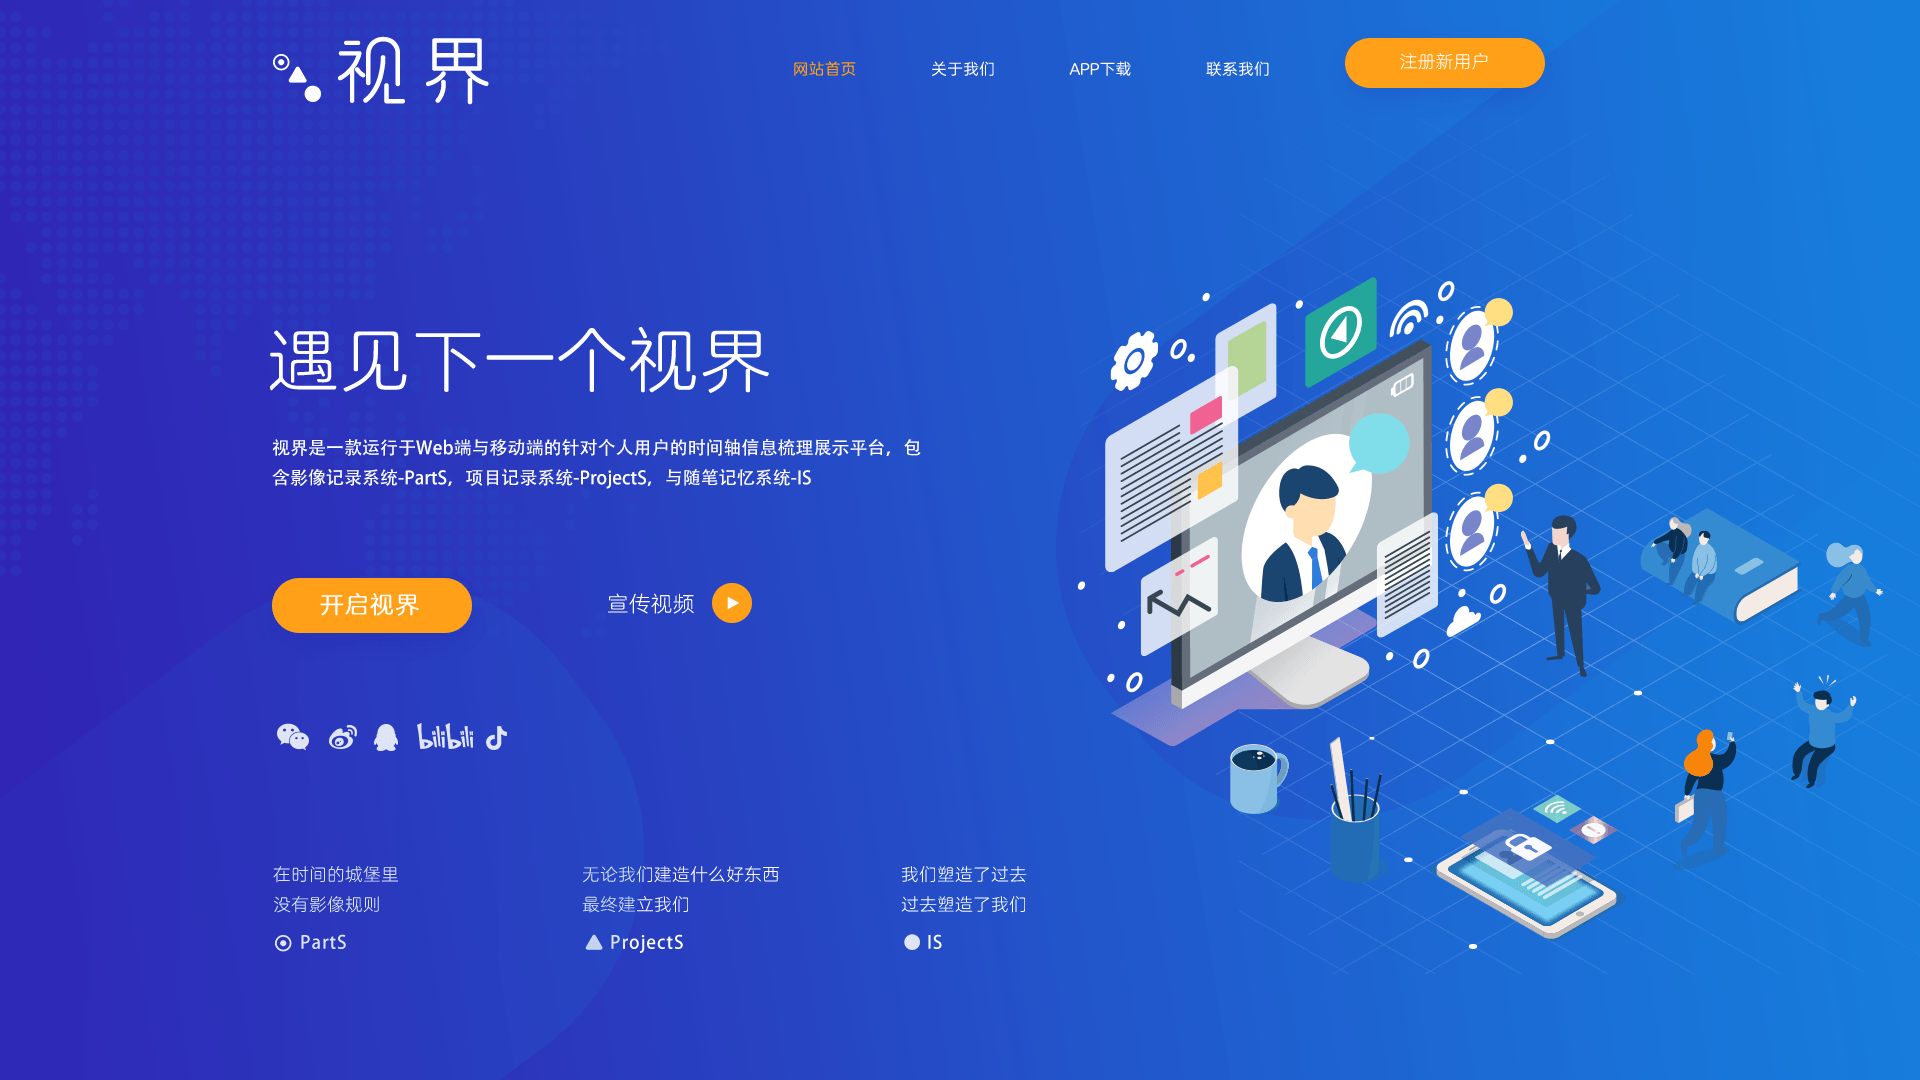 视界
网站首页
关于我们
APP下载
联系我们
注册新用户
遇见下一个视界
视界是一款运行于Web端与移动端的针对个人用户的时间轴信息梳理展示平台，包
含影像记录系统-PartS，项目记录系统-ProjectS，与随笔记忆系统-IS
开启视界
宣传视频
bilibili
在时间的城堡里
没有影像规则
PartS
无论我们建造什么好东西
最终建立我们
ProjectS
我们塑造了过去
过去塑造了我们
IS